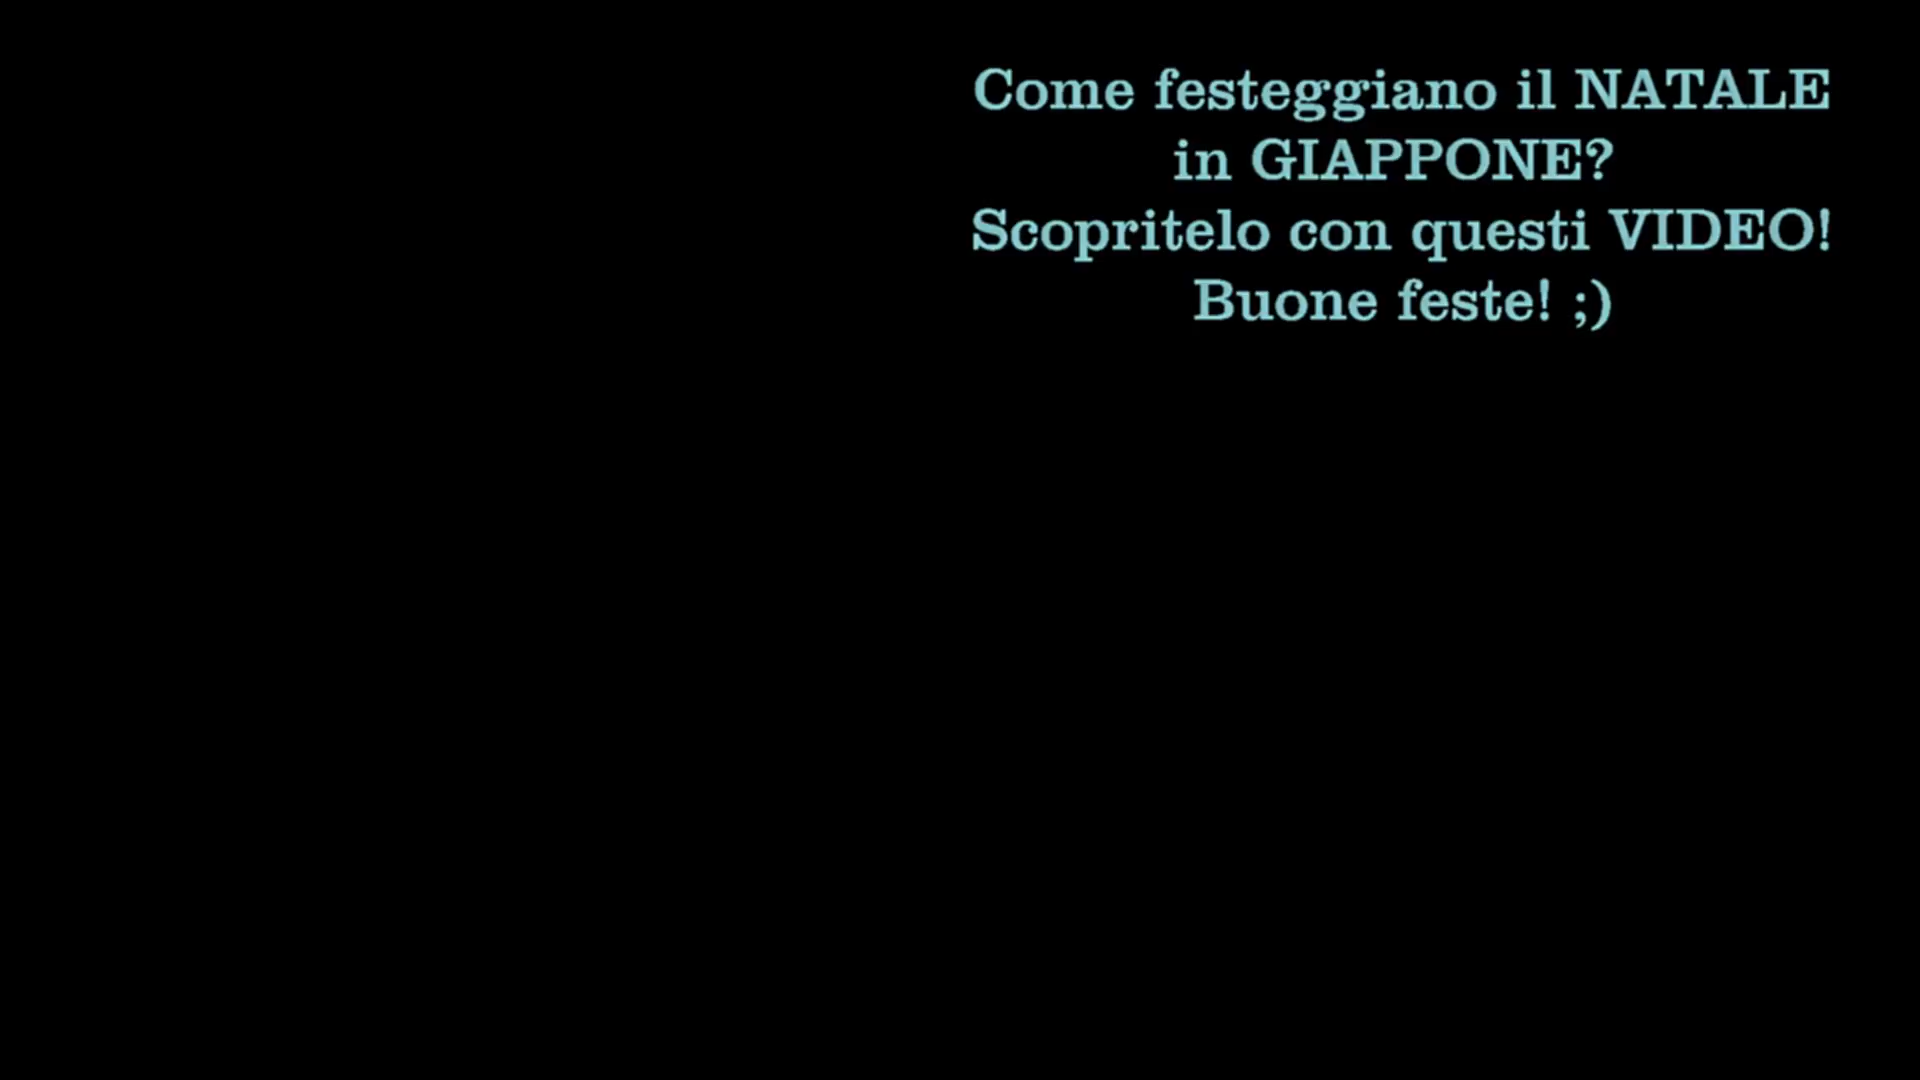 Come festeggiano il NATALE
in GIAPPONE?
Scopritelo con questi VIDEO!
Buone feste! ;)